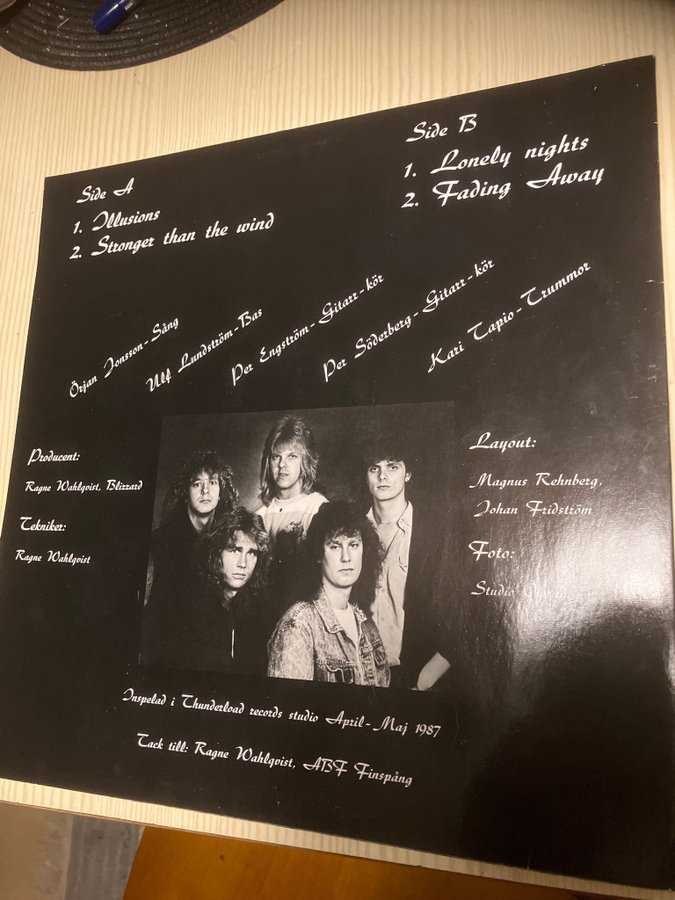 Side A
1. Illusions
2. Stronger than the wind
Side B
1. Lonely nights
2. Fading Away
Örjan Jonsson - Sång
Ulf Lundström - Bas
Per Engström - Gitarr - kör
Per Söderberg - Gitarr - kör
Kari Tapio - Trummor
Producent:
Ragne Wahlqvist, Blizzard
Tekniker:
Ragne Wahlqvist
Layout:
Magnus Rehnberg,
Johan Fridström
Foto:
Studio
Inspelad i Thunderload records studio April - Maj 1987
Tack till: Ragne Wahlqvist, ABF Finspång